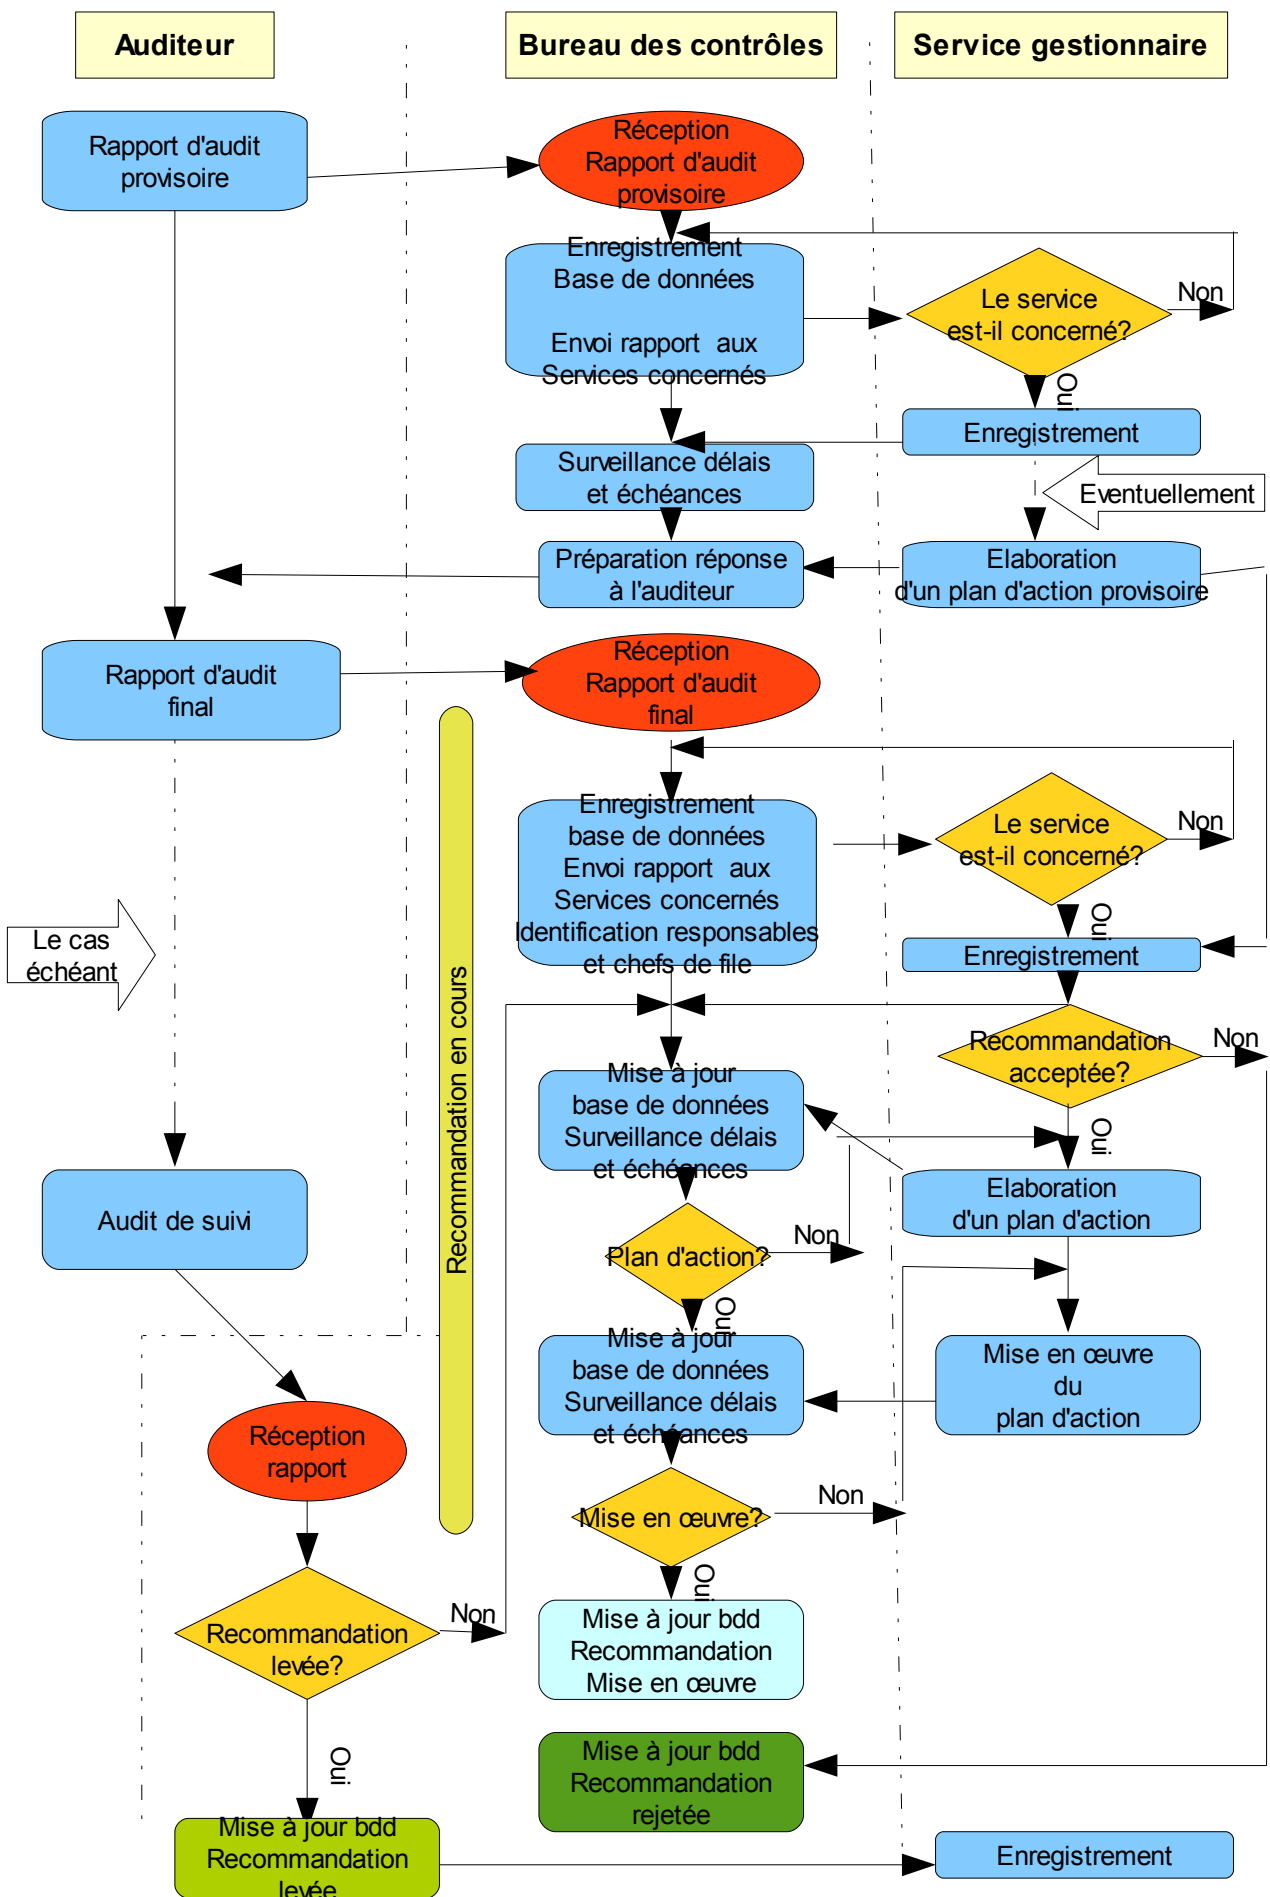 Auditeur
Bureau des contrôles
Service gestionnaire
Rapport d'audit
provisoire
Réception
Rapport d'audit
provisoire
Enregistrement
Base de données
Envoi rapport aux
Services concernés
Le service
est-il concerné?
Non
Oui
Enregistrement
Surveillance délais
et échéances
Eventuellement
Préparation réponse
à l'auditeur
Elaboration
d'un plan d'action provisoire
Rapport d'audit
final
Réception
Rapport d'audit
final
Enregistrement
base de données
Envoi rapport aux
Services concernés
Identification responsables
et chefs de file
Le service
est-il concerné?
Non
Oui
Enregistrement
Le cas
échéant
Recommandation en cours
Recommandation
acceptée?
Non
Oui
Mise à jour
base de données
Surveillance délais
et échéances
Elaboration
d'un plan d'action
Audit de suivi
Plan d'action?
Non
Oui
Mise à jour
base de données
Surveillance délais
et échéances
Mise en œuvre
du
plan d'action
Réception
rapport
Mise en œuvre?
Non
Oui
Recommandation
levée?
Non
Oui
Mise à jour bdd
Recommandation
Mise en œuvre
Mise à jour bdd
Recommandation
rejetée
Mise à jour bdd
Recommandation
levée
Enregistrement